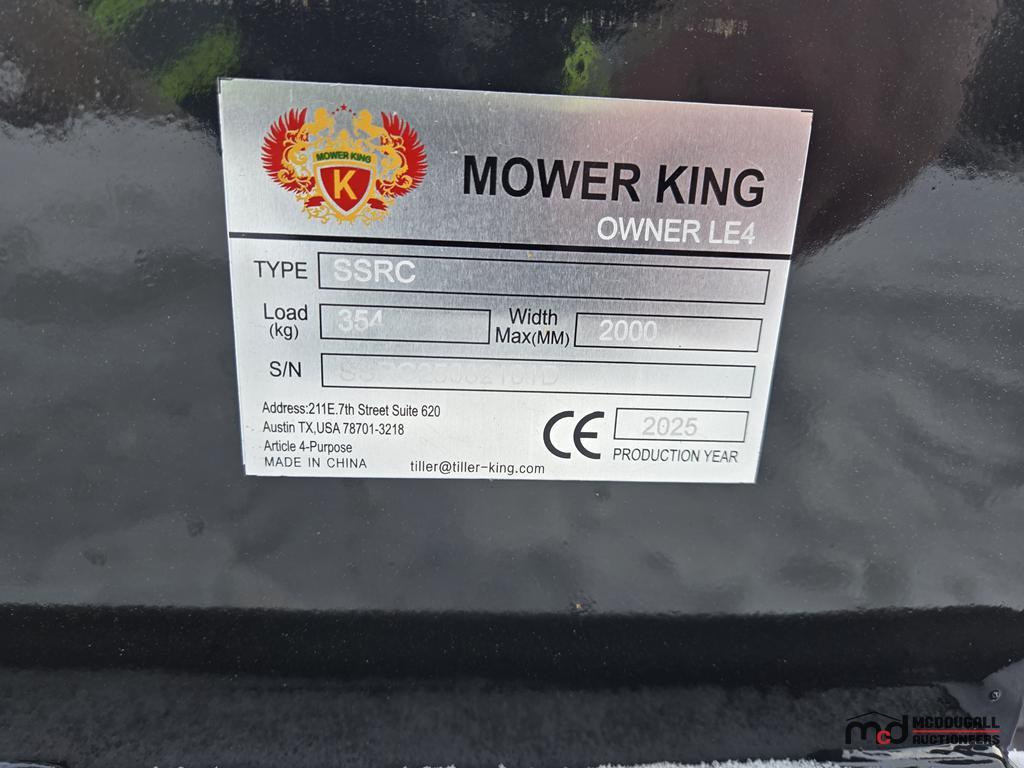 MOWER KING
K
MOWER KING
OWNER LE4
TYPE SSRC
Load (kg) 354 Width Max(MM) 2000
S/N
Address:211E.7th Street Suite 620
Austin TX,USA 78701-3218
Article 4-Purpose
MADE IN CHINA tiller@tiller-king.com
CE 2025
PRODUCTION YEAR
mcd MCDOUGALL
AUCTIONEERS